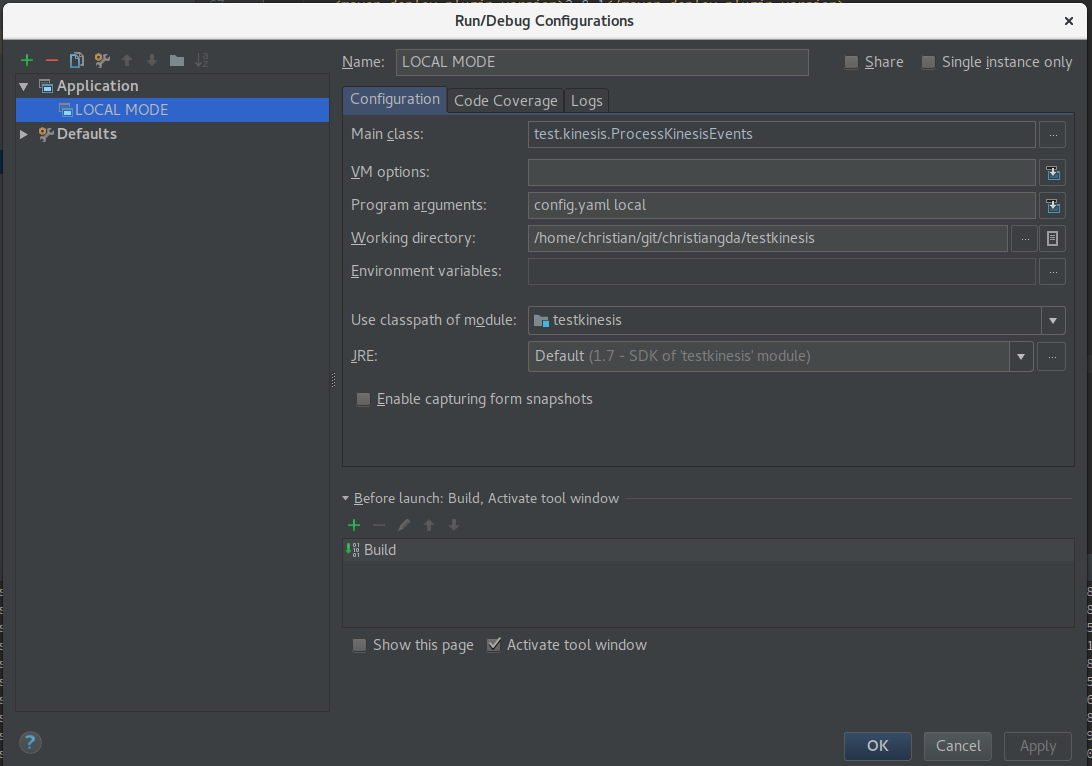 Run/Debug Configurations
Application
LOCAL MODE
Defaults
Name: LOCAL MODE Share Single instance only
Configuration Code Coverage Logs
Main class: test.kinesis.ProcessKinesisEvents
VM options:
Program arguments: config.yaml local
Working directory: /home/christian/git/christiangda/testkinesis
Environment variables:
Use classpath of module: testkinesis
JRE: Default (1.7 - SDK of 'testkinesis' module)
Enable capturing form snapshots
Before launch: Build, Activate tool window
Build
Show this page Activate tool window
? OK Cancel Apply